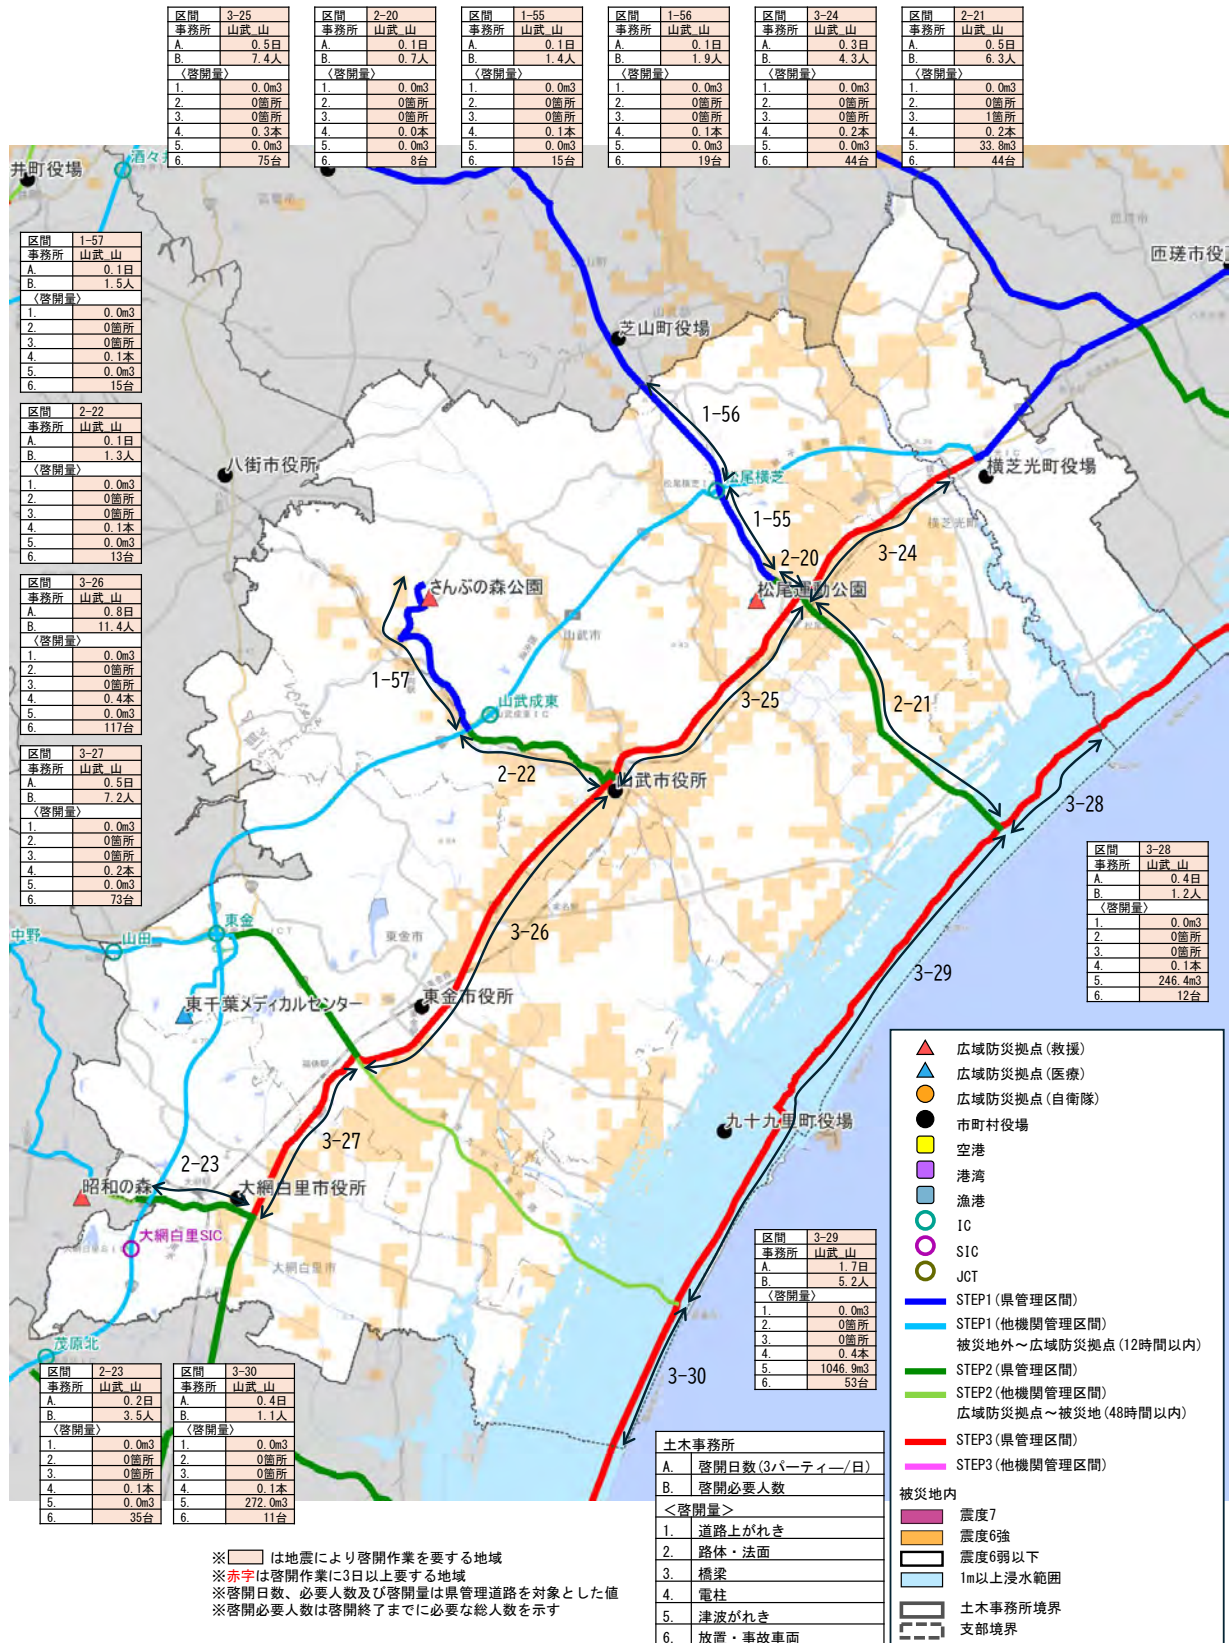 区間 3-25
事務所 山武_山
A. 0.5日
B. 7.4人
〈啓開量〉
1. 0.0m3
2. 0箇所
3. 0箇所
4. 0.3本
5. 0.0m3
6. 75台
区間 2-20
事務所 山武_山
A. 0.1日
B. 0.7人
〈啓開量〉
1. 0.0m3
2. 0箇所
3. 0箇所
4. 0.0本
5. 0.0m3
6. 8台
区間 1-55
事務所 山武_山
A. 0.1日
B. 1.4人
〈啓開量〉
1. 0.0m3
2. 0箇所
3. 0箇所
4. 0.1本
5. 0.0m3
6. 15台
区間 1-56
事務所 山武_山
A. 0.1日
B. 1.9人
〈啓開量〉
1. 0.0m3
2. 0箇所
3. 0箇所
4. 0.1本
5. 0.0m3
6. 19台
区間 3-24
事務所 山武_山
A. 0.3日
B. 4.3人
〈啓開量〉
1. 0.0m3
2. 0箇所
3. 0箇所
4. 0.2本
5. 0.0m3
6. 44台
区間 2-21
事務所 山武_山
A. 0.5日
B. 6.3人
〈啓開量〉
1. 0.0m3
2. 0箇所
3. 1箇所
4. 0.2本
5. 33.8m3
6. 44台
井町役場
酒々井
匝瑳市役
区間 1-57
事務所 山武_山
A. 0.1日
B. 1.5人
〈啓開量〉
1. 0.0m3
2. 0箇所
3. 0箇所
4. 0.1本
5. 0.0m3
6. 15台
芝山町役場
1-56
区間 2-22
事務所 山武_山
A. 0.1日
B. 1.3人
〈啓開量〉
1. 0.0m3
2. 0箇所
3. 0箇所
4. 0.1本
5. 0.0m3
6. 13台
八街市役所
横芝光町役場
松尾横芝
1-55
横芝光町
2-20
3-24
区間 3-26
事務所 山武_山
A. 0.8日
B. 11.4人
〈啓開量〉
1. 0.0m3
2. 0箇所
3. 0箇所
4. 0.4本
5. 0.0m3
6. 117台
さんぶの森公園
松尾運動公園
山武市
1-57
3-25
2-21
山武成東
山武成東IC
2-22
山武市役所
3-28
区間 3-27
事務所 山武_山
A. 0.5日
B. 7.2人
〈啓開量〉
1. 0.0m3
2. 0箇所
3. 0箇所
4. 0.2本
5. 0.0m3
6. 73台
区間 3-28
事務所 山武_山
A. 0.4日
B. 1.2人
〈啓開量〉
1. 0.0m3
2. 0箇所
3. 0箇所
4. 0.1本
5. 246.4m3
6. 12台
中野
山田
東金
東金市
3-26
3-29
東千葉メディカルセンター
東金市役所
九十九里町役場
3-27
2-23
昭和の森
大網白里市役所
大網白里SIC
大網白里市
茂原北
3-30
区間 3-29
事務所 山武_山
A. 1.7日
B. 5.2人
〈啓開量〉
1. 0.0m3
2. 0箇所
3. 0箇所
4. 0.4本
5. 1046.9m3
6. 53台
区間 2-23
事務所 山武_山
A. 0.2日
B. 3.5人
〈啓開量〉
1. 0.0m3
2. 0箇所
3. 0箇所
4. 0.1本
5. 0.0m3
6. 35台
区間 3-30
事務所 山武_山
A. 0.4日
B. 1.1人
〈啓開量〉
1. 0.0m3
2. 0箇所
3. 0箇所
4. 0.1本
5. 272.0m3
6. 11台
広域防災拠点(救援)
広域防災拠点(医療)
広域防災拠点(自衛隊)
市町村役場
空港
港湾
漁港
IC
SIC
JCT
STEP1(県管理区間)
STEP1(他機関管理区間)
被災地外～広域防災拠点(12時間以内)
STEP2(県管理区間)
STEP2(他機関管理区間)
広域防災拠点～被災地(48時間以内)
STEP3(県管理区間)
STEP3(他機関管理区間)
被災地内
震度7
震度6強
震度6弱以下
1m以上浸水範囲
土木事務所境界
支部境界
土木事務所
A. 啓開日数(3パーティ―/日)
B. 啓開必要人数
＜啓開量＞
1. 道路上がれき
2. 路体・法面
3. 橋梁
4. 電柱
5. 津波がれき
6. 放置・事故車両
※ は地震により啓開作業を要する地域
※赤字は啓開作業に3日以上要する地域
※啓開日数、必要人数及び啓開量は県管理道路を対象とした値
※啓開必要人数は啓開終了までに必要な総人数を示す